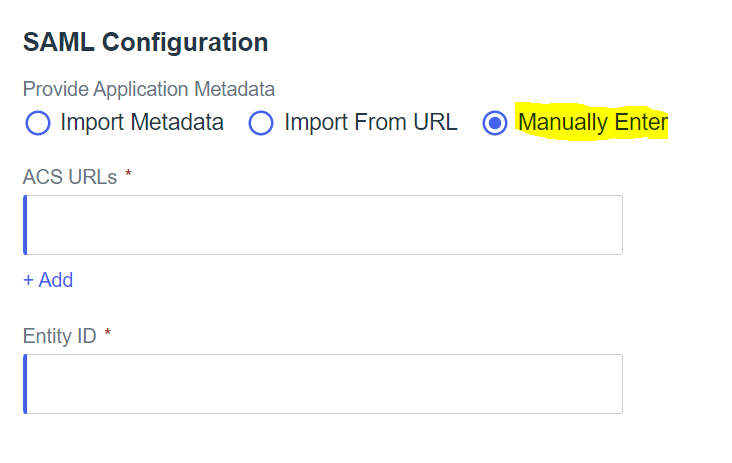 SAML Configuration
Provide Application Metadata
Import Metadata Import From URL Manually Enter
ACS URLs *
+ Add
Entity ID *